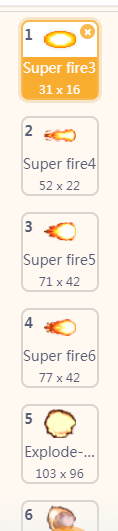 1
Super fire3
31 x 16
2
Super fire4
52 x 22
3
Super fire5
71 x 42
4
Super fire6
77 x 42
5
Explode-...
103 x 96
6